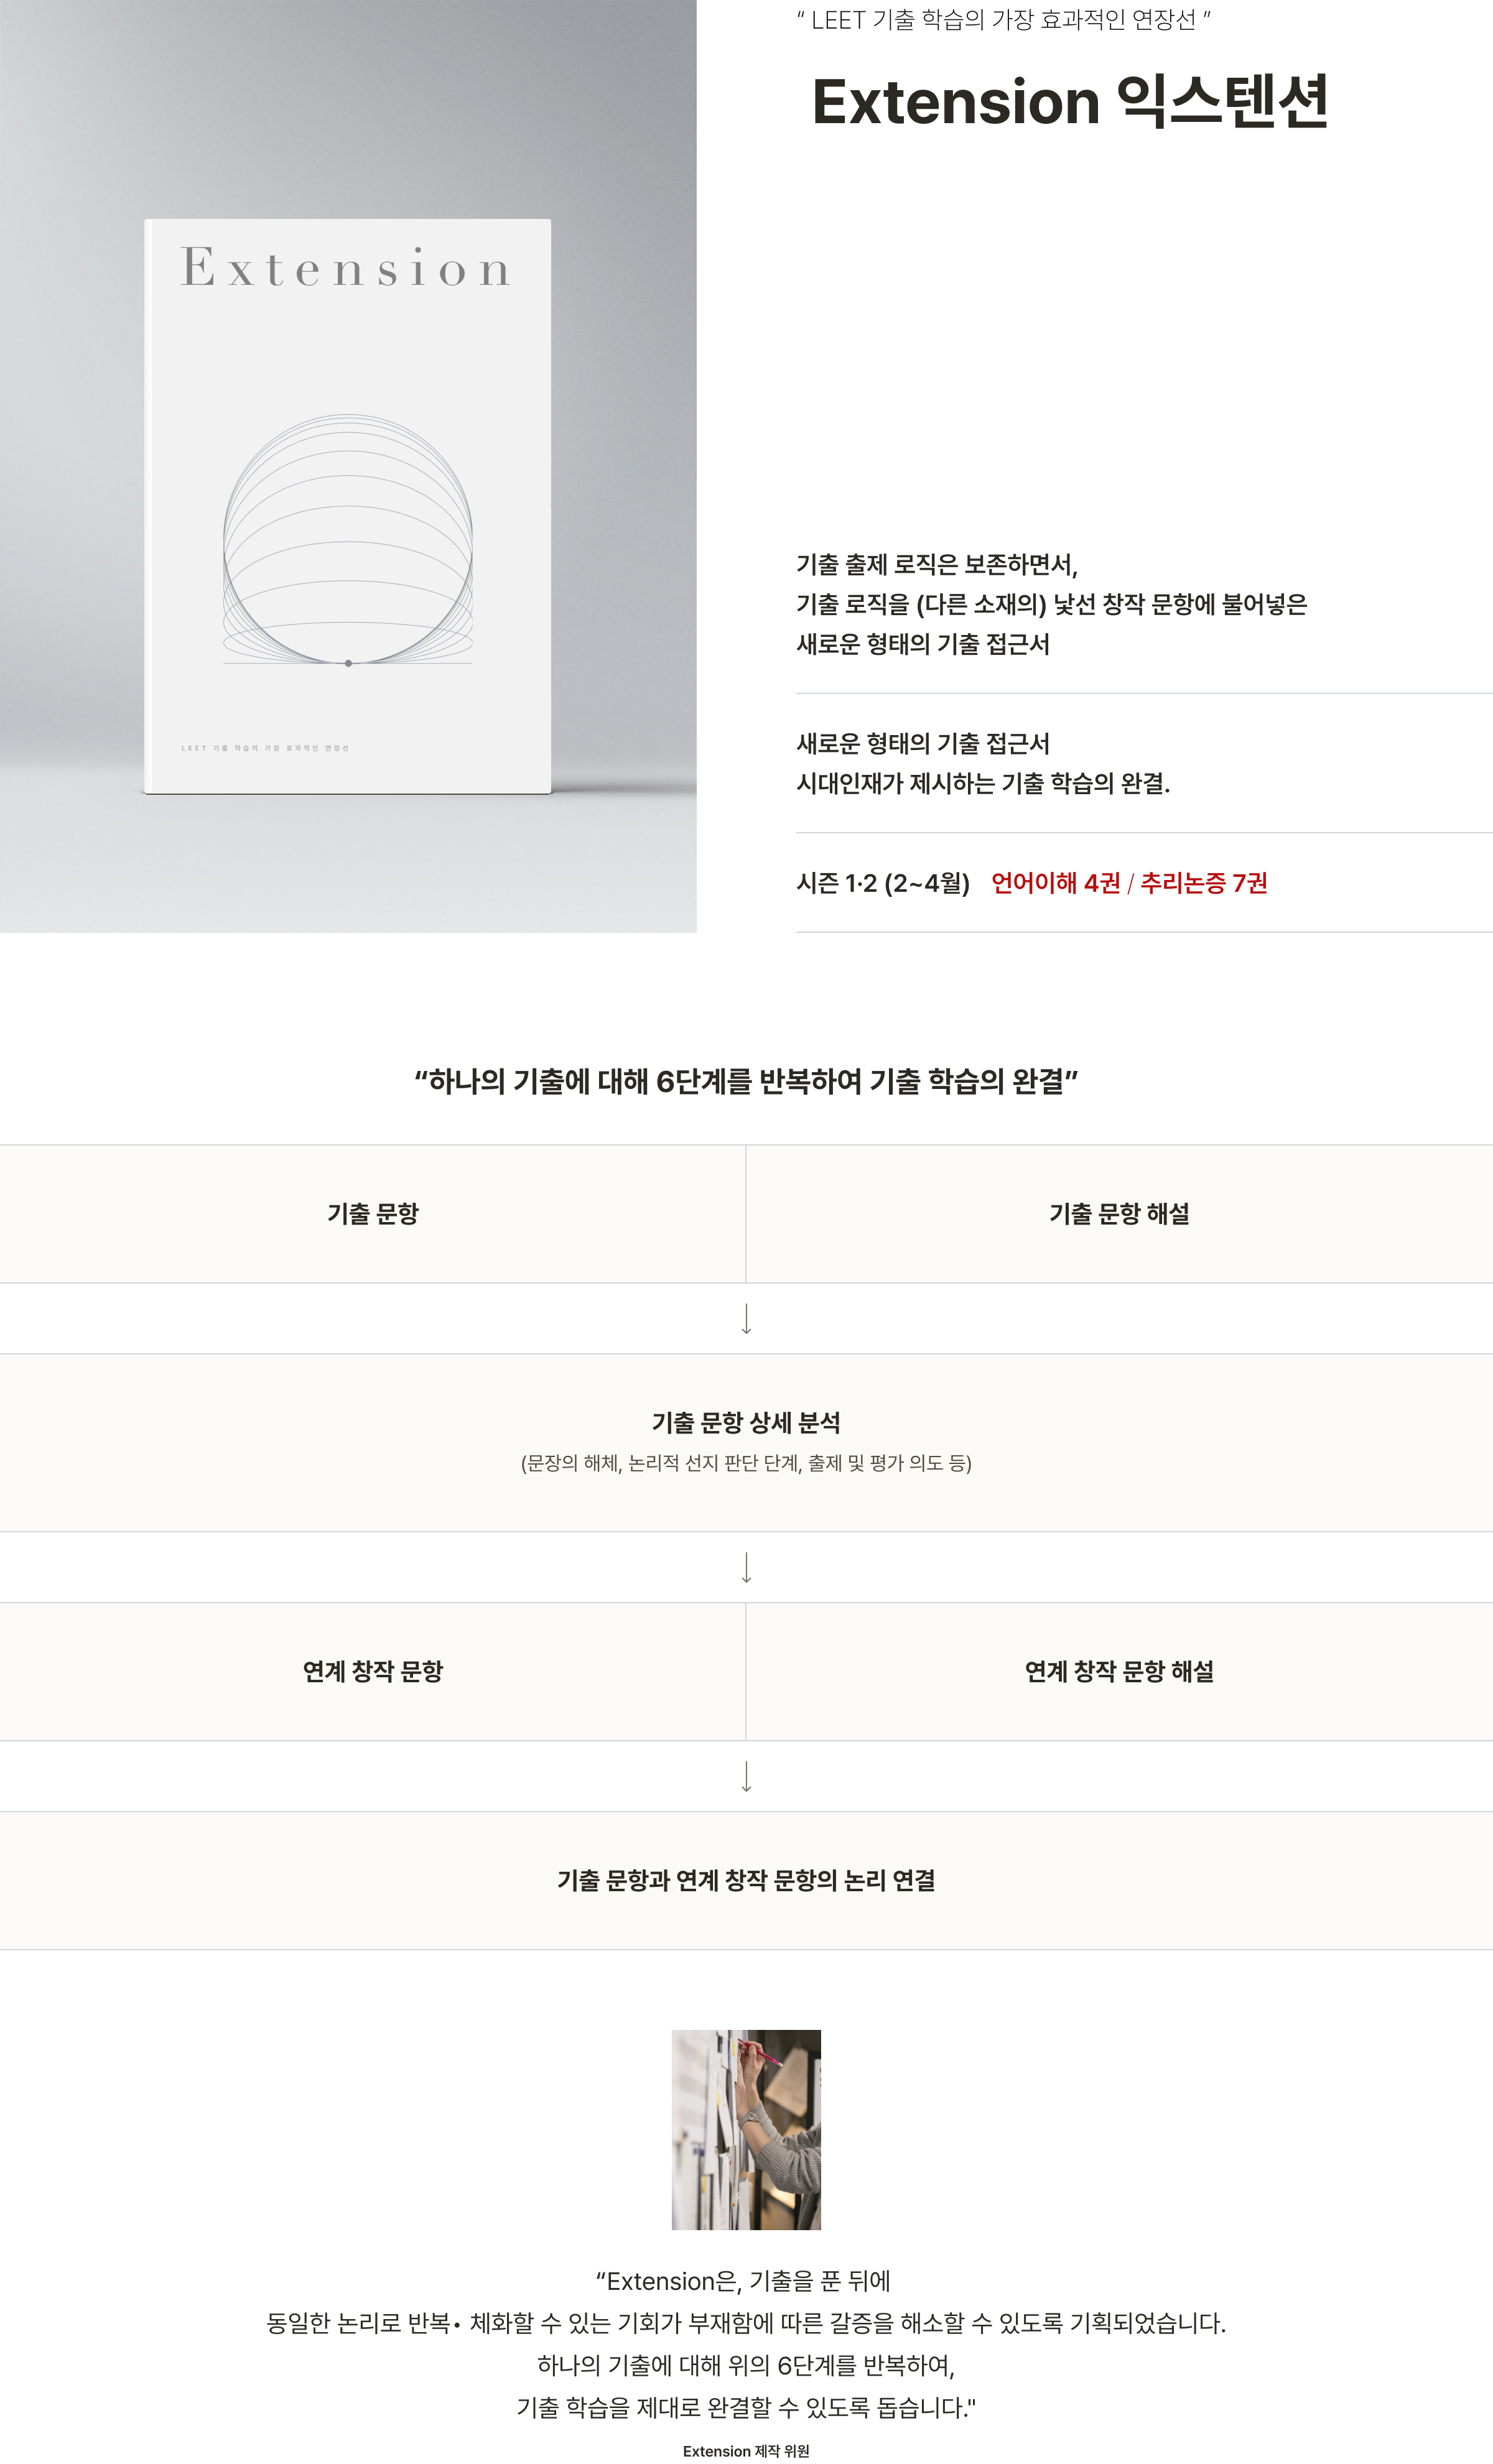 “ LEET 기출 학습의 가장 효과적인 연장선 ”
Extension 익스텐션
Extension
LEET 기출 학습의 가장 효과적인 연장선
기출 출제 로직은 보존하면서,
기출 로직을 (다른 소재의) 낯선 창작 문항에 불어넣은
새로운 형태의 기출 접근서
새로운 형태의 기출 접근서
시대인재가 제시하는 기출 학습의 완결.
시즌 1·2 (2~4월) 언어이해 4권 / 추리논증 7권
“하나의 기출에 대해 6단계를 반복하여 기출 학습의 완결”
기출 문항
기출 문항 해설
↓
기출 문항 상세 분석
(문장의 해체, 논리적 선지 판단 단계, 출제 및 평가 의도 등)
↓
연계 창작 문항
연계 창작 문항 해설
↓
기출 문항과 연계 창작 문항의 논리 연결
“Extension은, 기출을 푼 뒤에
동일한 논리로 반복• 체화할 수 있는 기회가 부재함에 따른 갈증을 해소할 수 있도록 기획되었습니다.
하나의 기출에 대해 위의 6단계를 반복하여,
기출 학습을 제대로 완결할 수 있도록 돕습니다."
Extension 제작 위원